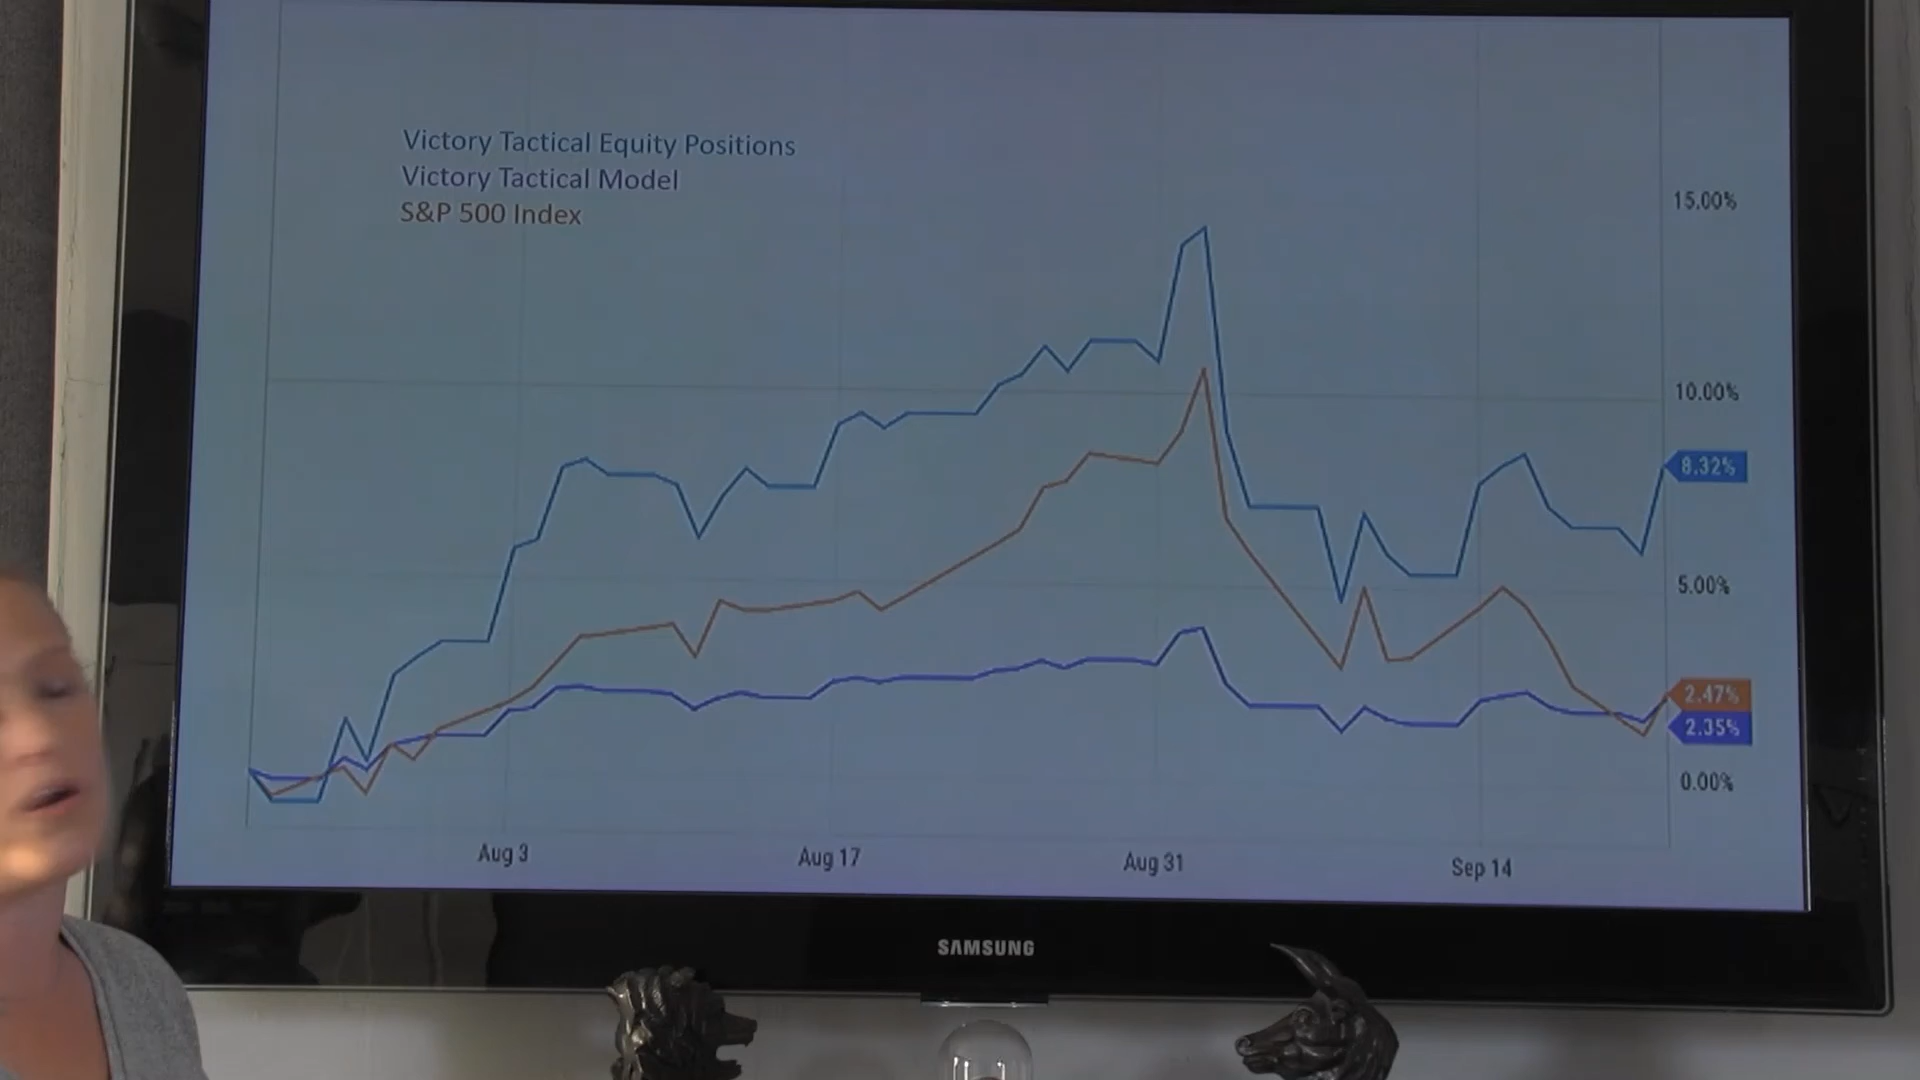 Victory Tactical Equity Positions
Victory Tactical Model
S&P 500 Index
15.00%
10.00%
8.32%
5.00%
2.47%
2.35%
0.00%
Aug 3 Aug 17 Aug 31 Sep 14
SAMSUNG